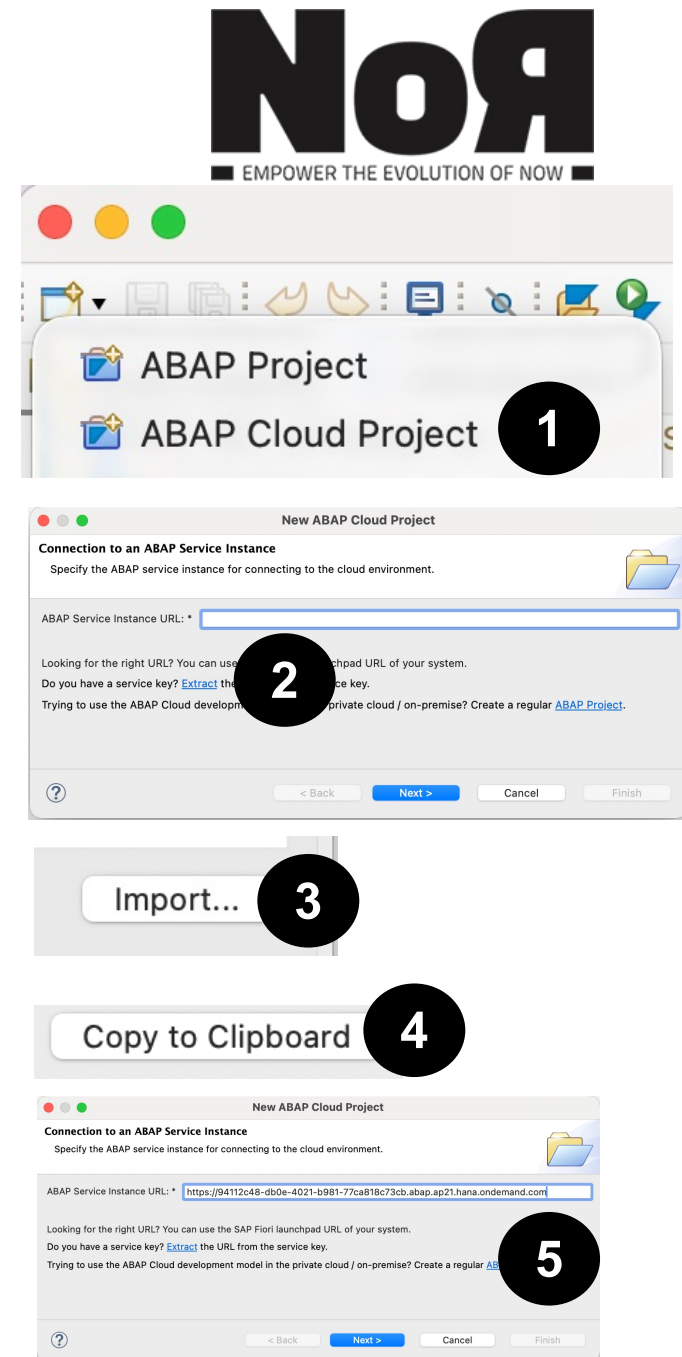 NoR
EMPOWER THE EVOLUTION OF NOW
ABAP Project
ABAP Cloud Project
1
New ABAP Cloud Project
Connection to an ABAP Service Instance
Specify the ABAP service instance for connecting to the cloud environment.
ABAP Service Instance URL: *
Looking for the right URL? You can use URL of your system.
Do you have a service key? Extract key.
Trying to use the ABAP Cloud private cloud / on-premise? Create a regular ABAP Project.
2
?
< Back Next > Cancel Finish
Import...
3
Copy to Clipboard
4
New ABAP Cloud Project
Connection to an ABAP Service Instance
Specify the ABAP service instance for connecting to the cloud environment.
ABAP Service Instance URL: * https://94112c48-db0e-4021-b981-77ca818c73cb.abap.ap21.hana.ondemand.com
Looking for the right URL? You can use the SAP Fiori launchpad URL of your system.
Do you have a service key? Extract the URL from the service key.
Trying to use the ABAP Cloud development model in the private cloud / on-premise? Create a regular
5
?
< Back Next > Cancel Finish